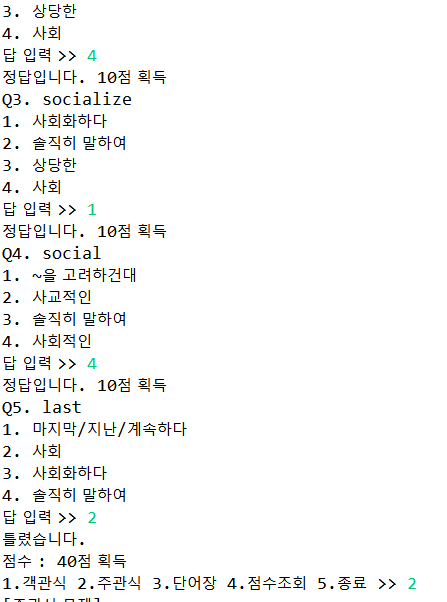 3. 상당한
4. 사회
답 입력 >> 4
정답입니다. 10점 획득
Q3. socialize
1. 사회화하다
2. 솔직히 말하여
3. 상당한
4. 사회
답 입력 >> 1
정답입니다. 10점 획득
Q4. social
1. ~을 고려하건대
2. 사교적인
3. 솔직히 말하여
4. 사회적인
답 입력 >> 4
정답입니다. 10점 획득
Q5. last
1. 마지막/지난/계속하다
2. 사회
3. 사회화하다
4. 솔직히 말하여
답 입력 >> 2
틀렸습니다.
점수 : 40점 획득
1.객관식 2.주관식 3.단어장 4.점수조회 5.종료 >> 2